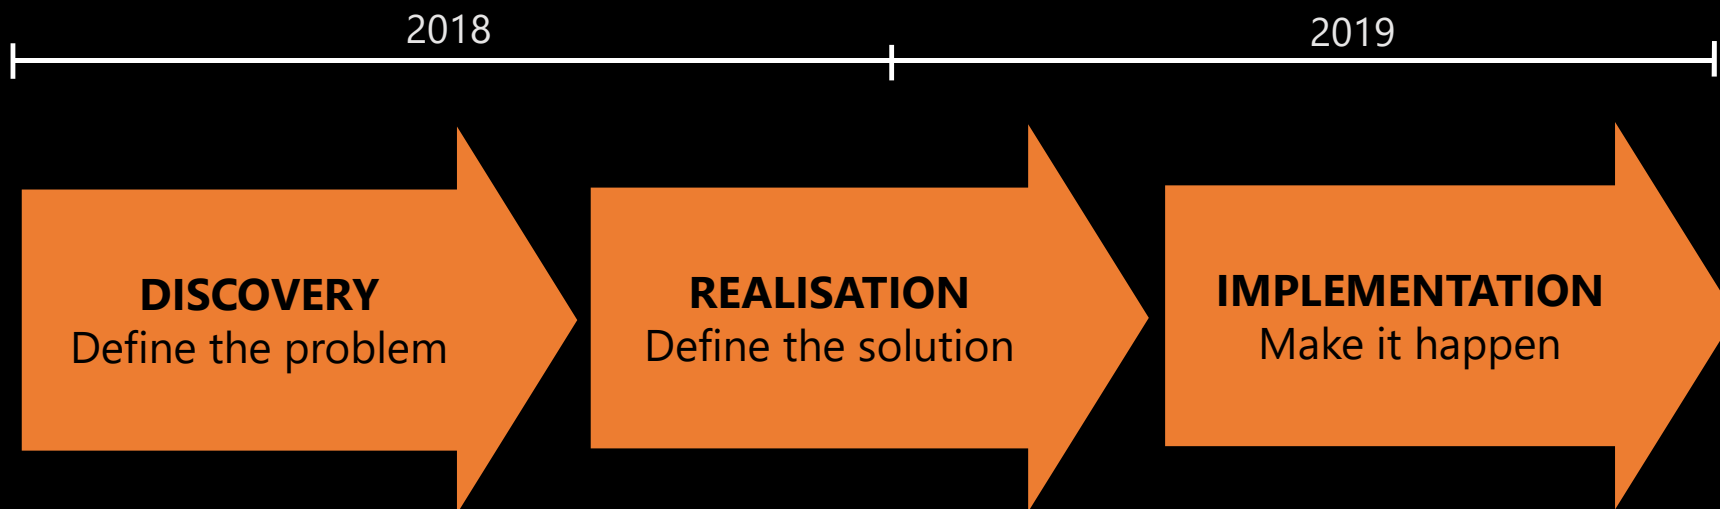 2018
2019
DISCOVERY
Define the problem
REALISATION
Define the solution
IMPLEMENTATION
Make it happen